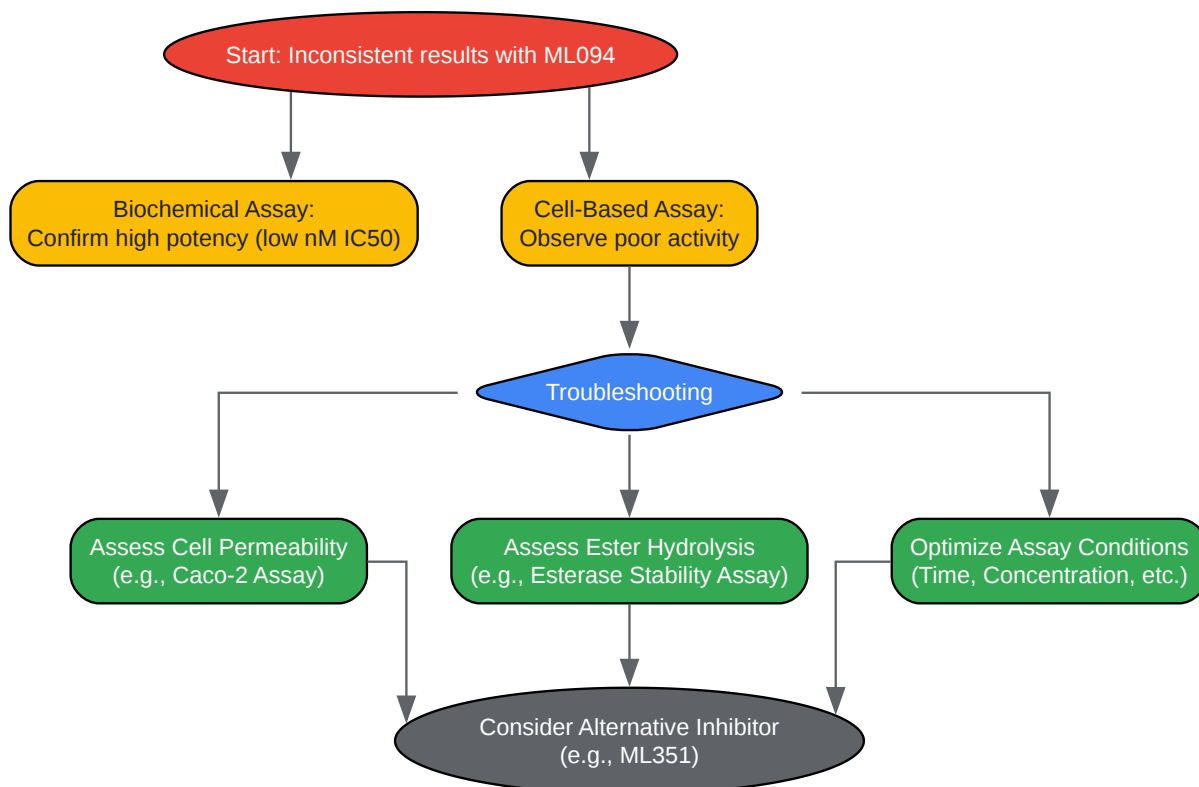 Start: Inconsistent results with ML094
Biochemical Assay:
Confirm high potency (low nM IC50)
Cell-Based Assay:
Observe poor activity
Troubleshooting
Assess Cell Permeability
(e.g., Caco-2 Assay)
Assess Ester Hydrolysis
(e.g., Esterase Stability Assay)
Optimize Assay Conditions
(Time, Concentration, etc.)
Consider Alternative Inhibitor
(e.g., ML351)